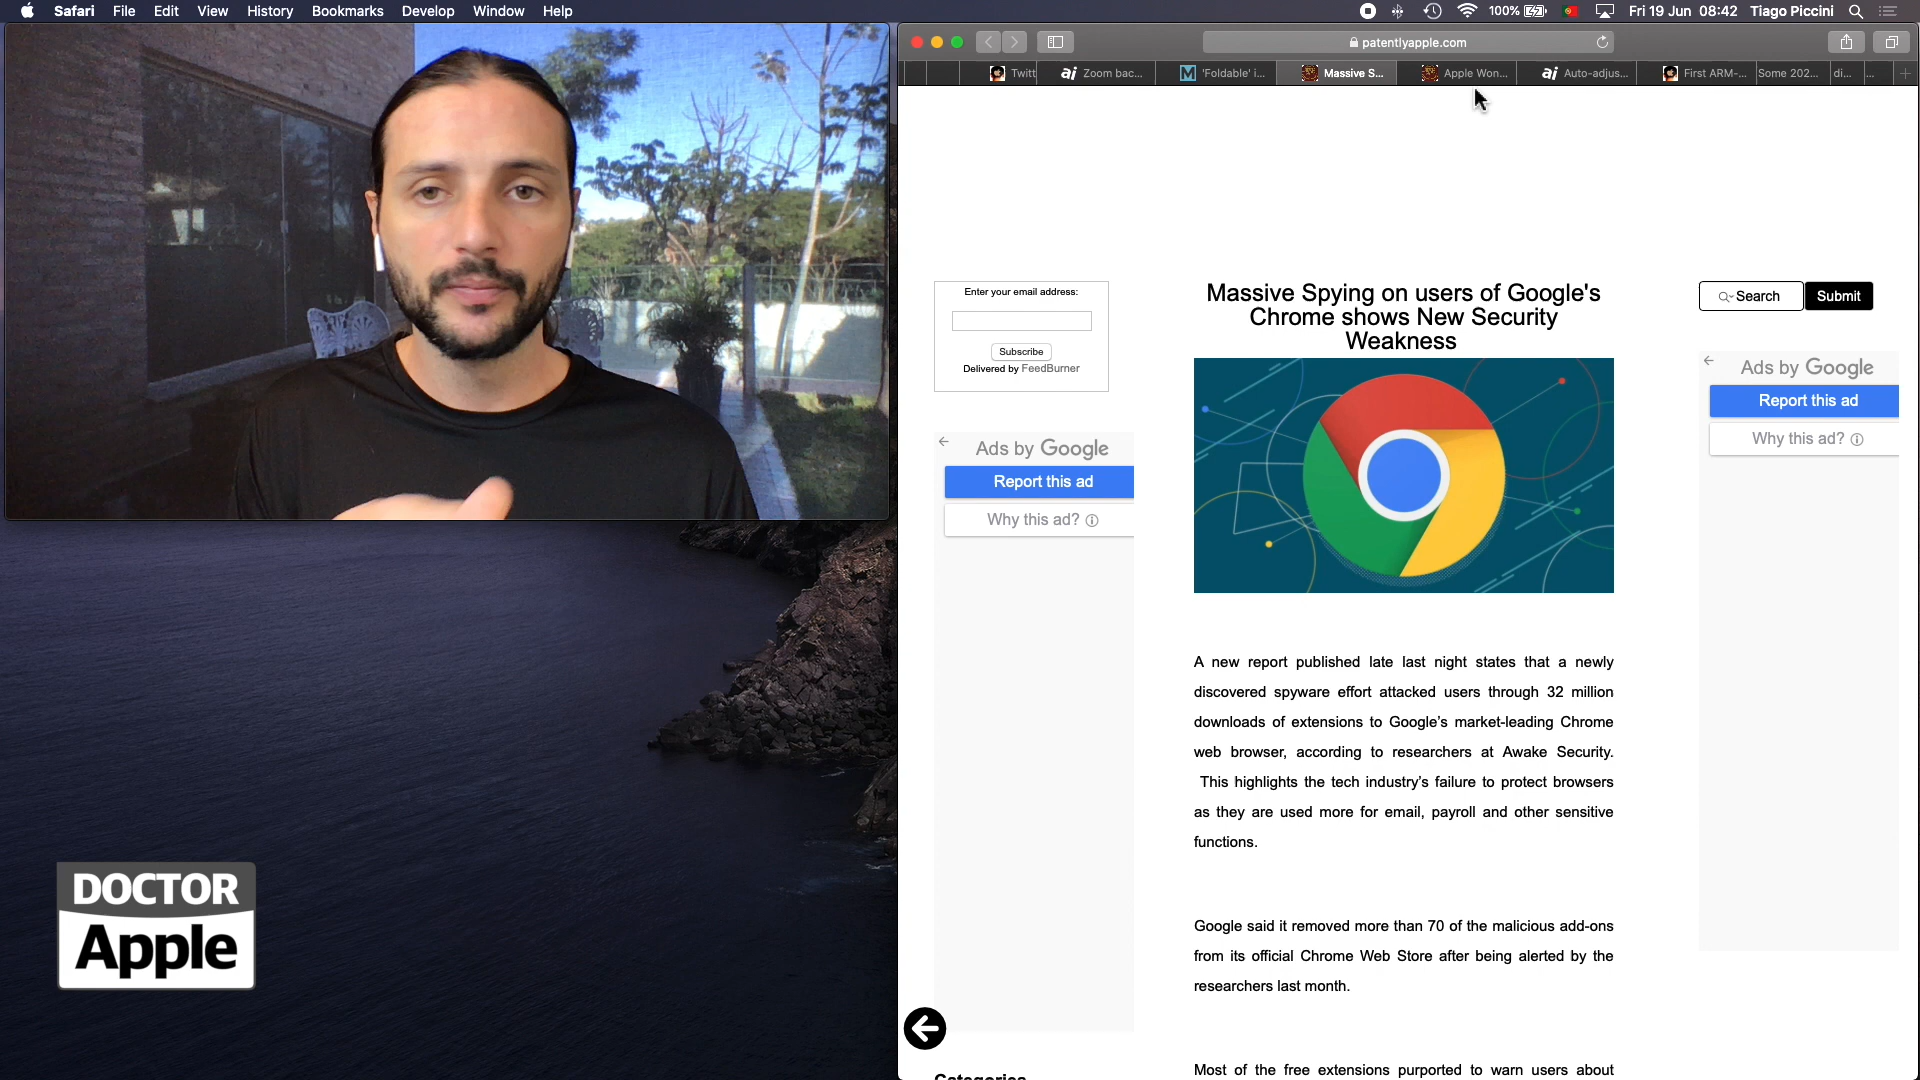 Safari File Edit View History Bookmarks Develop Window Help
100% Fri 19 Jun 08:42 Tiago Piccini
patentlyapple.com
Twitt
ai Zoom bac...
M 'Foldable' i...
Massive S...
Apple Won...
ai Auto-adjus...
First ARM-...
Some 202...
di...
...
Enter your email address:
Subscribe
Delivered by FeedBurner
Ads by Google
Report this ad
Why this ad?
Massive Spying on users of Google's
Chrome shows New Security
Weakness
A new report published late last night states that a newly
discovered spyware effort attacked users through 32 million
downloads of extensions to Google's market-leading Chrome
web browser, according to researchers at Awake Security.
This highlights the tech industry's failure to protect browsers
as they are used more for email, payroll and other sensitive
functions.
Google said it removed more than 70 of the malicious add-ons
from its official Chrome Web Store after being alerted by the
researchers last month.
Most of the free extensions purported to warn users about
Search
Submit
Ads by Google
Report this ad
Why this ad?
Categories
DOCTOR
Apple